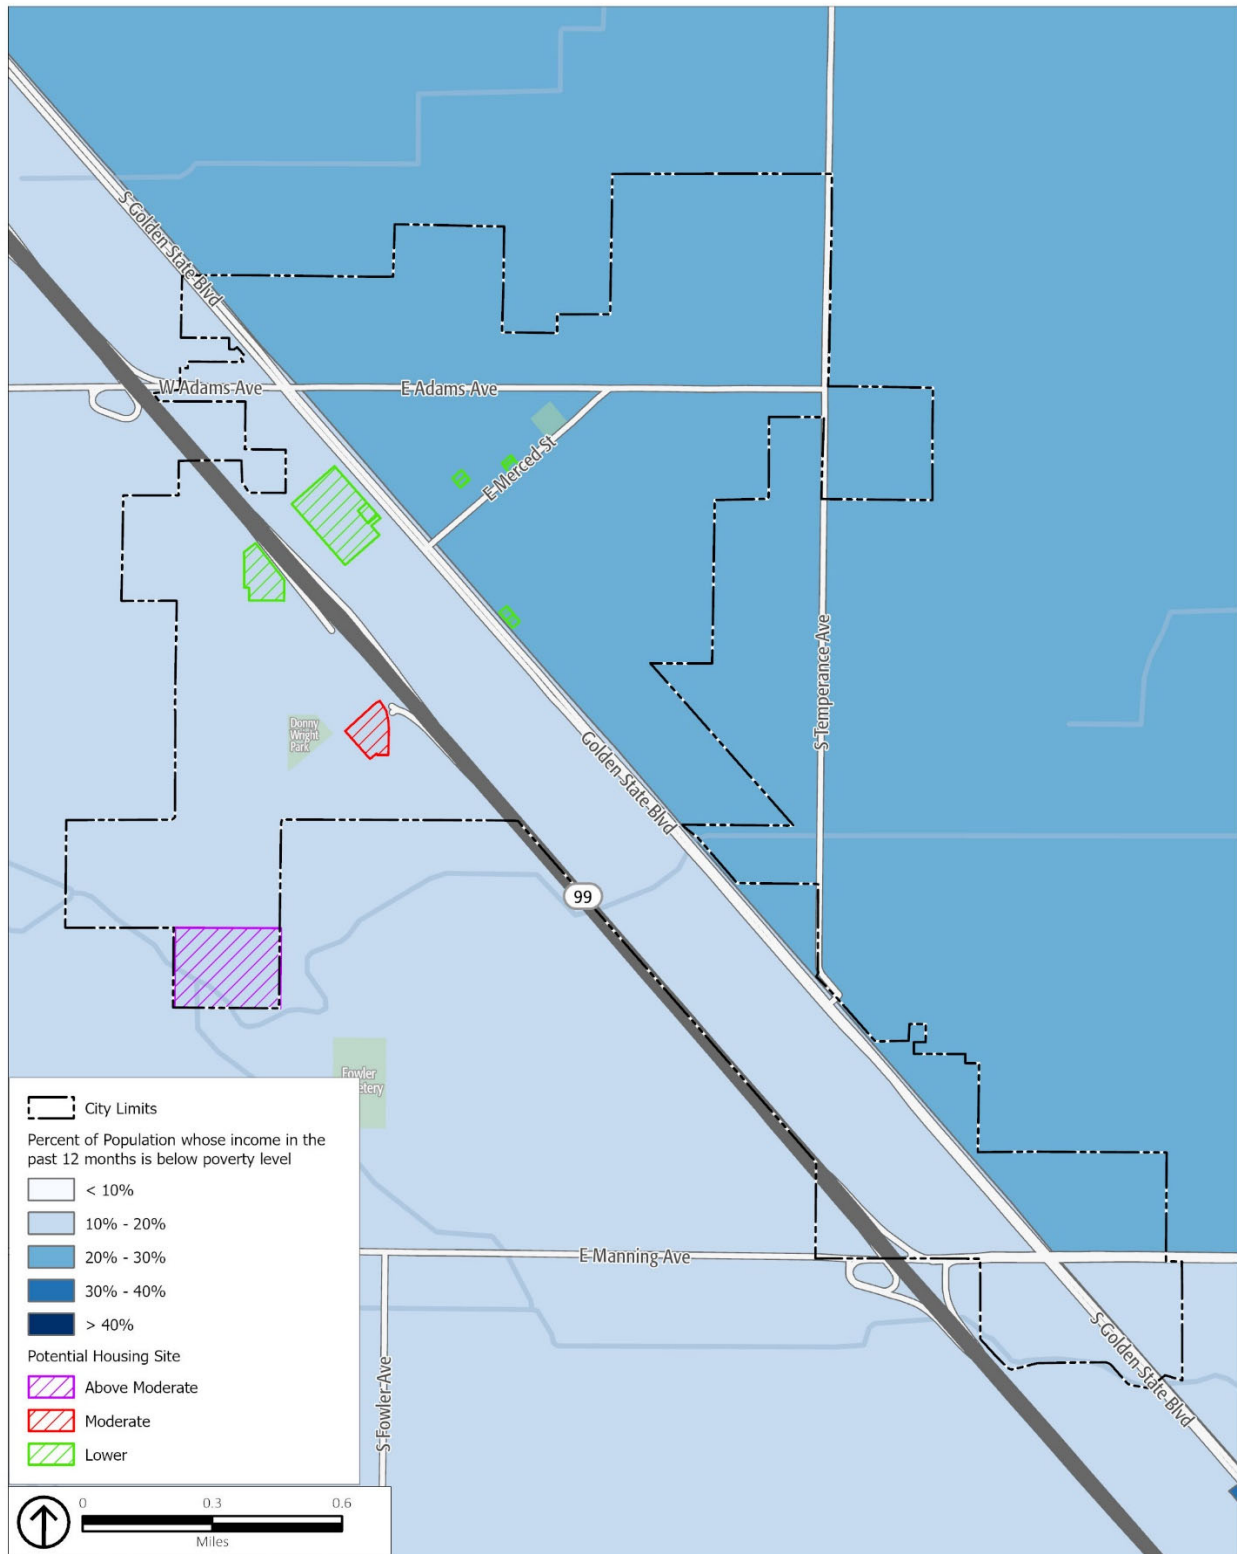 S Golden State Blvd
W Adams Ave
E Adams Ave
E Merced St
S Temperance Ave
Donny
Wright
Park
Golden State Blvd
99
Fowler
etery
E Manning Ave
S Fowler Ave
S Golden State Blvd
City Limits
Percent of Population whose income in the
past 12 months is below poverty level
< 10%
10% - 20%
20% - 30%
30% - 40%
> 40%
Potential Housing Site
Above Moderate
Moderate
Lower
0 0.3 0.6
Miles